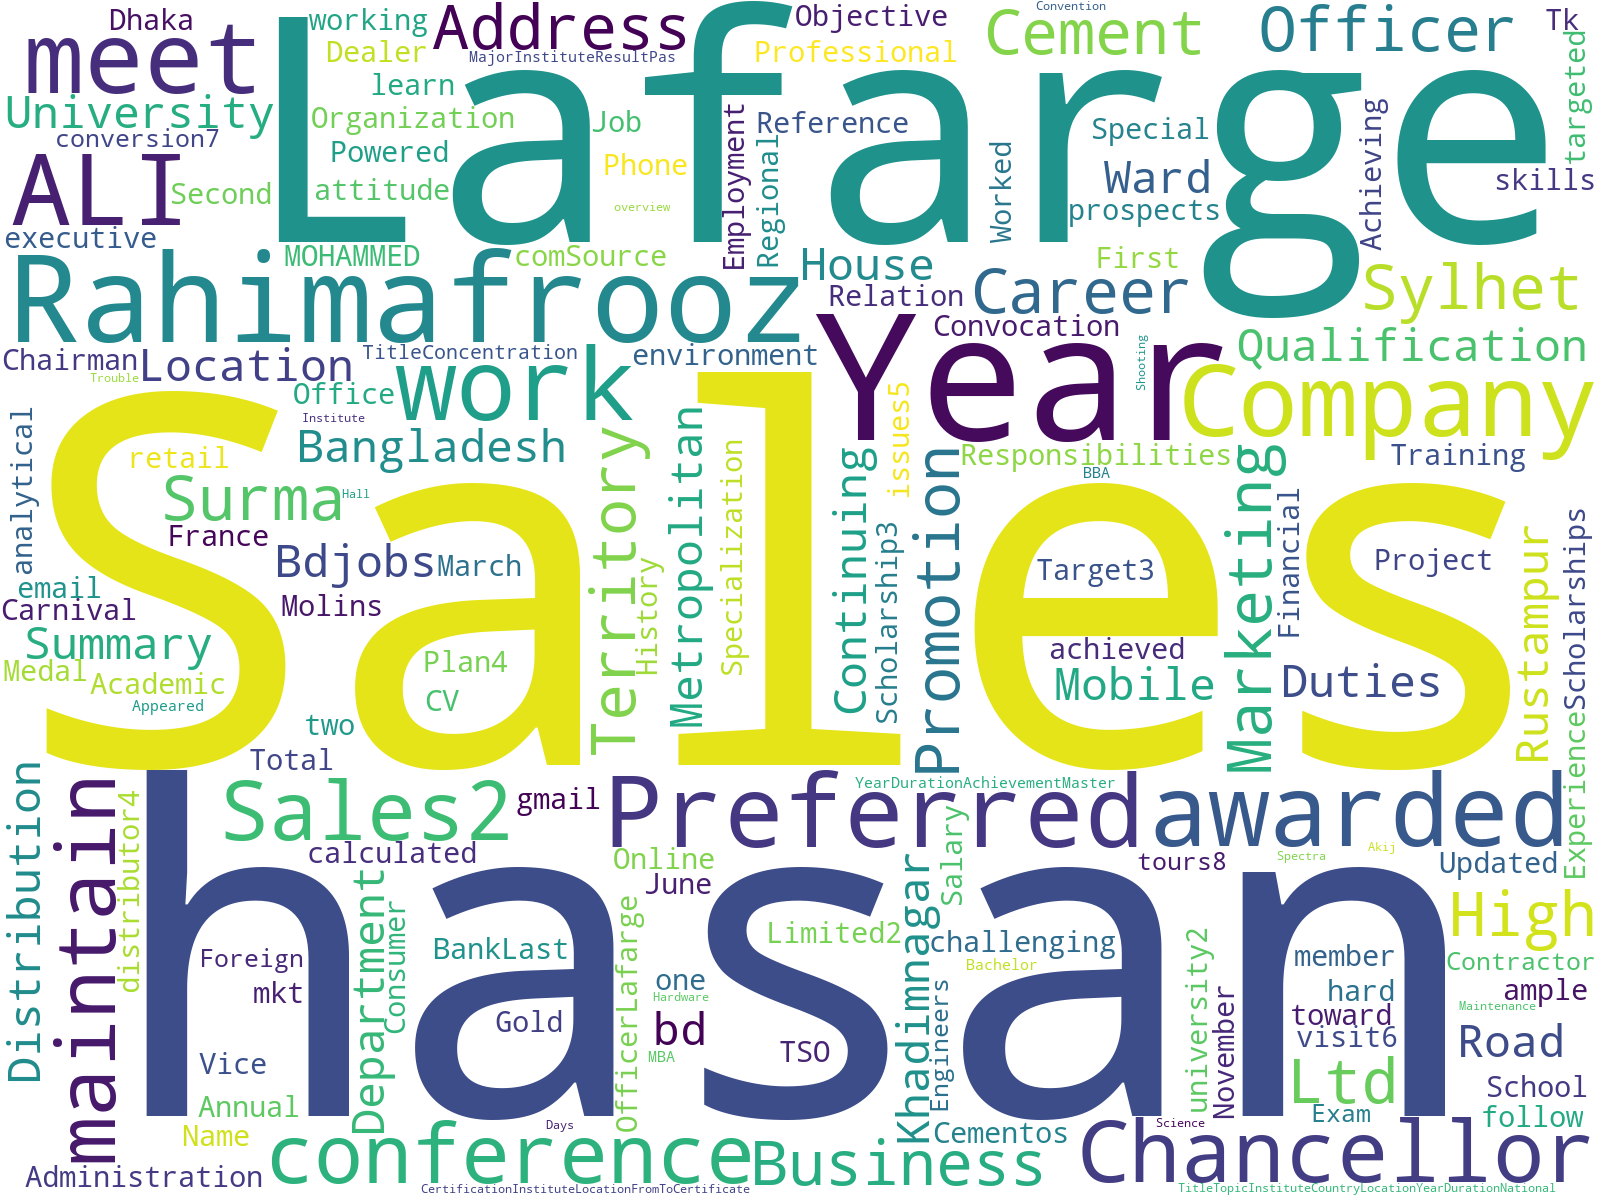 Dhaka
working
Address
Objective
Convention
Officer
Tk
meet
Lafarge
Cement
Dealer
MajorInstituteResultPas
Professional
targeted
learn
University
Organization
Job
Employment
Reference
Special
Achieving
conversion7
Powered
Phone
Regional
Worked
Ward
skills
ALI
Second
attitude
overview
prospects
executive
MOHAMMED
comSource
House
First
Sylhet
Rahimafrooz
Relation
Career
Convocation
Year
Shooting
Qualification
Chairman
Location
TitleConcentration
environment
Trouble
work
Company
Office
Institute
Bangladesh
analytical
retail
Sales
Territory
Metropolitan
Specialization
Continuing
issues5
Promotion
Responsibilities
BBA
Marketing
Training
Surma
Hall
France
Bdjobs
March
Scholarship3
Target3
Financial
Project
Rustampur
Scholarships
email
Carnival
Molins
History
Summary
Plan4
achieved
Medal
Academic
CV
Mobile
Duties
Appeared
two
Total
Distribution
maintain
distributor4
Sales2
gmail
Preferred
YearDurationAchievementMaster
awarded
Experience
calculated
Online
June
Salary
tours8
Spectra
Akij
Updated
hasan
Department
Consumer
OfficerLafarge
Khadimnagar
High
BankLast
Limited2
challenging
member
Foreign
Bachelor
Contractor
mkt
one
Hardware
Engineers
university2
November
hard
ample
toward
Maintenance
Gold
bd
visit6
Road
Vice
MBA
TSO
Ltd
School
Annual
Exam
follow
Name
Days
Cementos
Science
conference
Business
Chancellor
Administration
CertificationInstituteLocationFromToCertificate
TitleTopicInstituteCountryLocationYearDurationNational